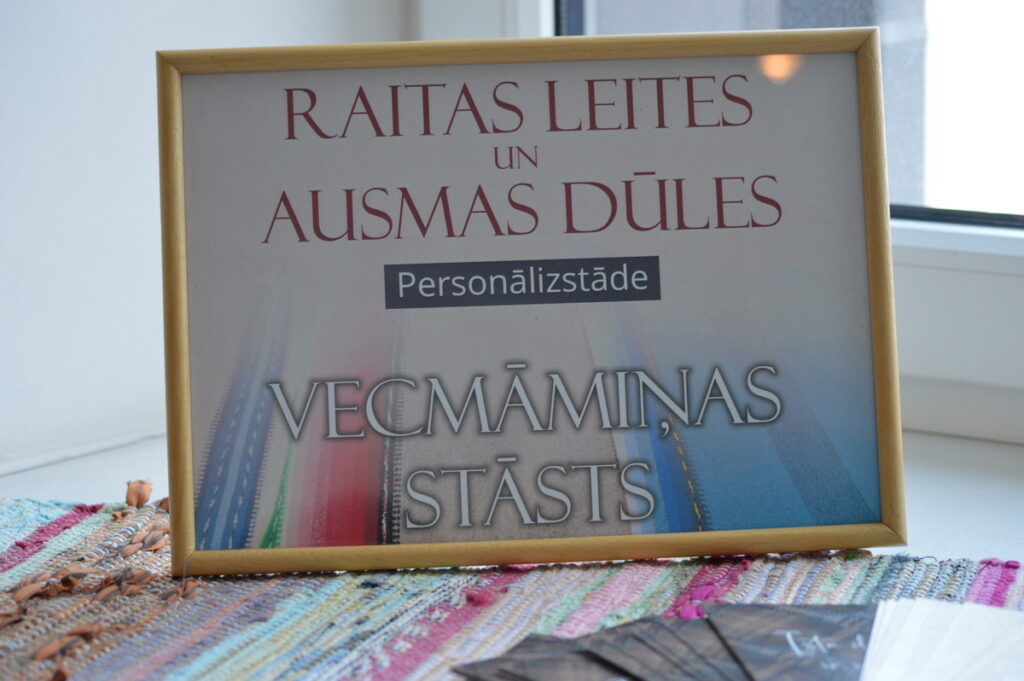 RAITAS LEITES
UN
AUSMAS DŪLES
Personālizstāde
VECMĀMIŅAS
STĀSTS